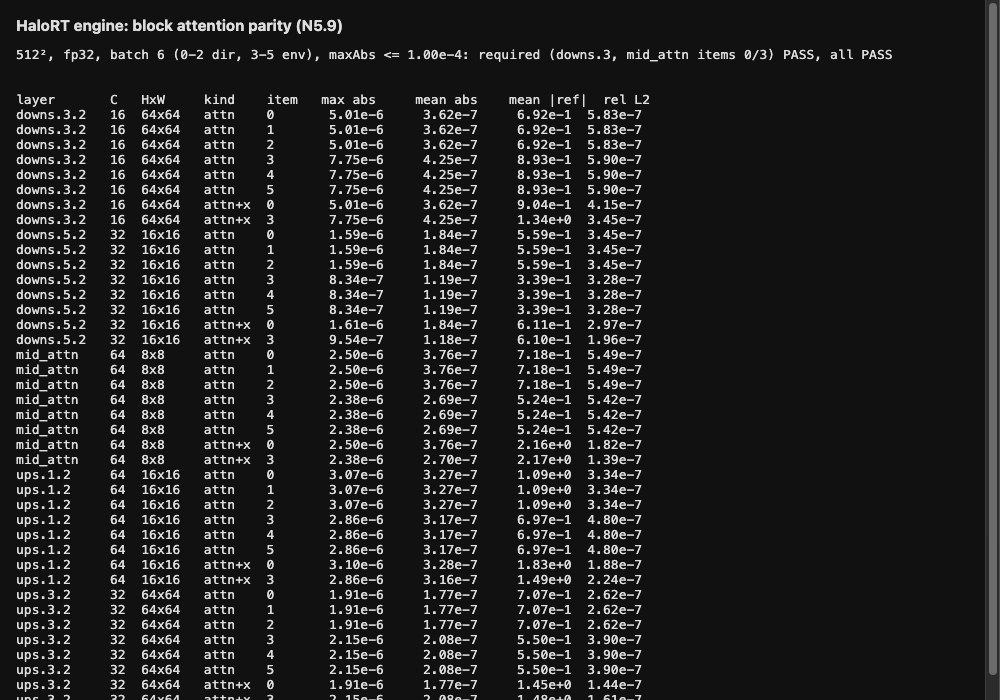 HaloRT engine: block attention parity (N5.9)
512², fp32, batch 6 (0-2 dir, 3-5 env), maxAbs <= 1.00e-4: required (downs.3, mid_attn items 0/3) PASS, all PASS
layer C HxW kind item max abs mean abs mean |ref| rel L2
downs.3.2 16 64x64 attn 0 5.01e-6 3.62e-7 6.92e-1 5.83e-7
downs.3.2 16 64x64 attn 1 5.01e-6 3.62e-7 6.92e-1 5.83e-7
downs.3.2 16 64x64 attn 2 5.01e-6 3.62e-7 6.92e-1 5.83e-7
downs.3.2 16 64x64 attn 3 7.75e-6 4.25e-7 8.93e-1 5.90e-7
downs.3.2 16 64x64 attn 4 7.75e-6 4.25e-7 8.93e-1 5.90e-7
downs.3.2 16 64x64 attn 5 7.75e-6 4.25e-7 8.93e-1 5.90e-7
downs.3.2 16 64x64 attn+x 0 5.01e-6 3.62e-7 9.04e-1 4.15e-7
downs.3.2 16 64x64 attn+x 3 7.75e-6 4.25e-7 1.34e+0 3.45e-7
downs.5.2 32 16x16 attn 0 1.59e-6 1.84e-7 5.59e-1 3.45e-7
downs.5.2 32 16x16 attn 1 1.59e-6 1.84e-7 5.59e-1 3.45e-7
downs.5.2 32 16x16 attn 2 1.59e-6 1.84e-7 5.59e-1 3.45e-7
downs.5.2 32 16x16 attn 3 8.34e-7 1.19e-7 3.39e-1 3.28e-7
downs.5.2 32 16x16 attn 4 8.34e-7 1.19e-7 3.39e-1 3.28e-7
downs.5.2 32 16x16 attn 5 8.34e-7 1.19e-7 3.39e-1 3.28e-7
downs.5.2 32 16x16 attn+x 0 1.61e-6 1.84e-7 6.11e-1 2.97e-7
downs.5.2 32 16x16 attn+x 3 9.54e-7 1.18e-7 6.10e-1 1.96e-7
mid_attn 64 8x8 attn 0 2.50e-6 3.76e-7 7.18e-1 5.49e-7
mid_attn 64 8x8 attn 1 2.50e-6 3.76e-7 7.18e-1 5.49e-7
mid_attn 64 8x8 attn 2 2.50e-6 3.76e-7 7.18e-1 5.49e-7
mid_attn 64 8x8 attn 3 2.38e-6 2.69e-7 5.24e-1 5.42e-7
mid_attn 64 8x8 attn 4 2.38e-6 2.69e-7 5.24e-1 5.42e-7
mid_attn 64 8x8 attn 5 2.38e-6 2.69e-7 5.24e-1 5.42e-7
mid_attn 64 8x8 attn+x 0 2.50e-6 3.76e-7 2.16e+0 1.82e-7
mid_attn 64 8x8 attn+x 3 2.38e-6 2.70e-7 2.17e+0 1.39e-7
ups.1.2 64 16x16 attn 0 3.07e-6 3.27e-7 1.09e+0 3.34e-7
ups.1.2 64 16x16 attn 1 3.07e-6 3.27e-7 1.09e+0 3.34e-7
ups.1.2 64 16x16 attn 2 3.07e-6 3.27e-7 1.09e+0 3.34e-7
ups.1.2 64 16x16 attn 3 2.86e-6 3.17e-7 6.97e-1 4.80e-7
ups.1.2 64 16x16 attn 4 2.86e-6 3.17e-7 6.97e-1 4.80e-7
ups.1.2 64 16x16 attn 5 2.86e-6 3.17e-7 6.97e-1 4.80e-7
ups.1.2 64 16x16 attn+x 0 3.10e-6 3.28e-7 1.83e+0 1.88e-7
ups.1.2 64 16x16 attn+x 3 2.86e-6 3.16e-7 1.49e+0 2.24e-7
ups.3.2 32 64x64 attn 0 1.91e-6 1.77e-7 7.07e-1 2.62e-7
ups.3.2 32 64x64 attn 1 1.91e-6 1.77e-7 7.07e-1 2.62e-7
ups.3.2 32 64x64 attn 2 1.91e-6 1.77e-7 7.07e-1 2.62e-7
ups.3.2 32 64x64 attn 3 2.15e-6 2.08e-7 5.50e-1 3.90e-7
ups.3.2 32 64x64 attn 4 2.15e-6 2.08e-7 5.50e-1 3.90e-7
ups.3.2 32 64x64 attn 5 2.15e-6 2.08e-7 5.50e-1 3.90e-7
ups.3.2 32 64x64 attn+x 0 1.91e-6 1.77e-7 1.45e+0 1.44e-7